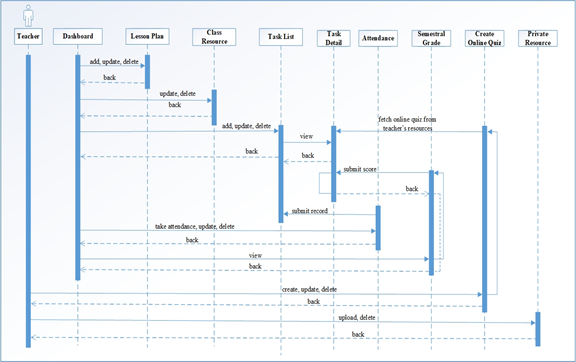 Teacher
Dashboard
Lesson Plan
Class
Resource
Task List
Task
Detail
Attendance
Semestral
Grade
Create
Online Quiz
Private
Resource
add, update, delete
back
update, delete
back
add, update, delete
fetch online quiz from
teacher's resources
view
back
back
submit score
back
submit record
take attendance, update, delete
back
view
back
create, update, delete
back
upload, delete
back